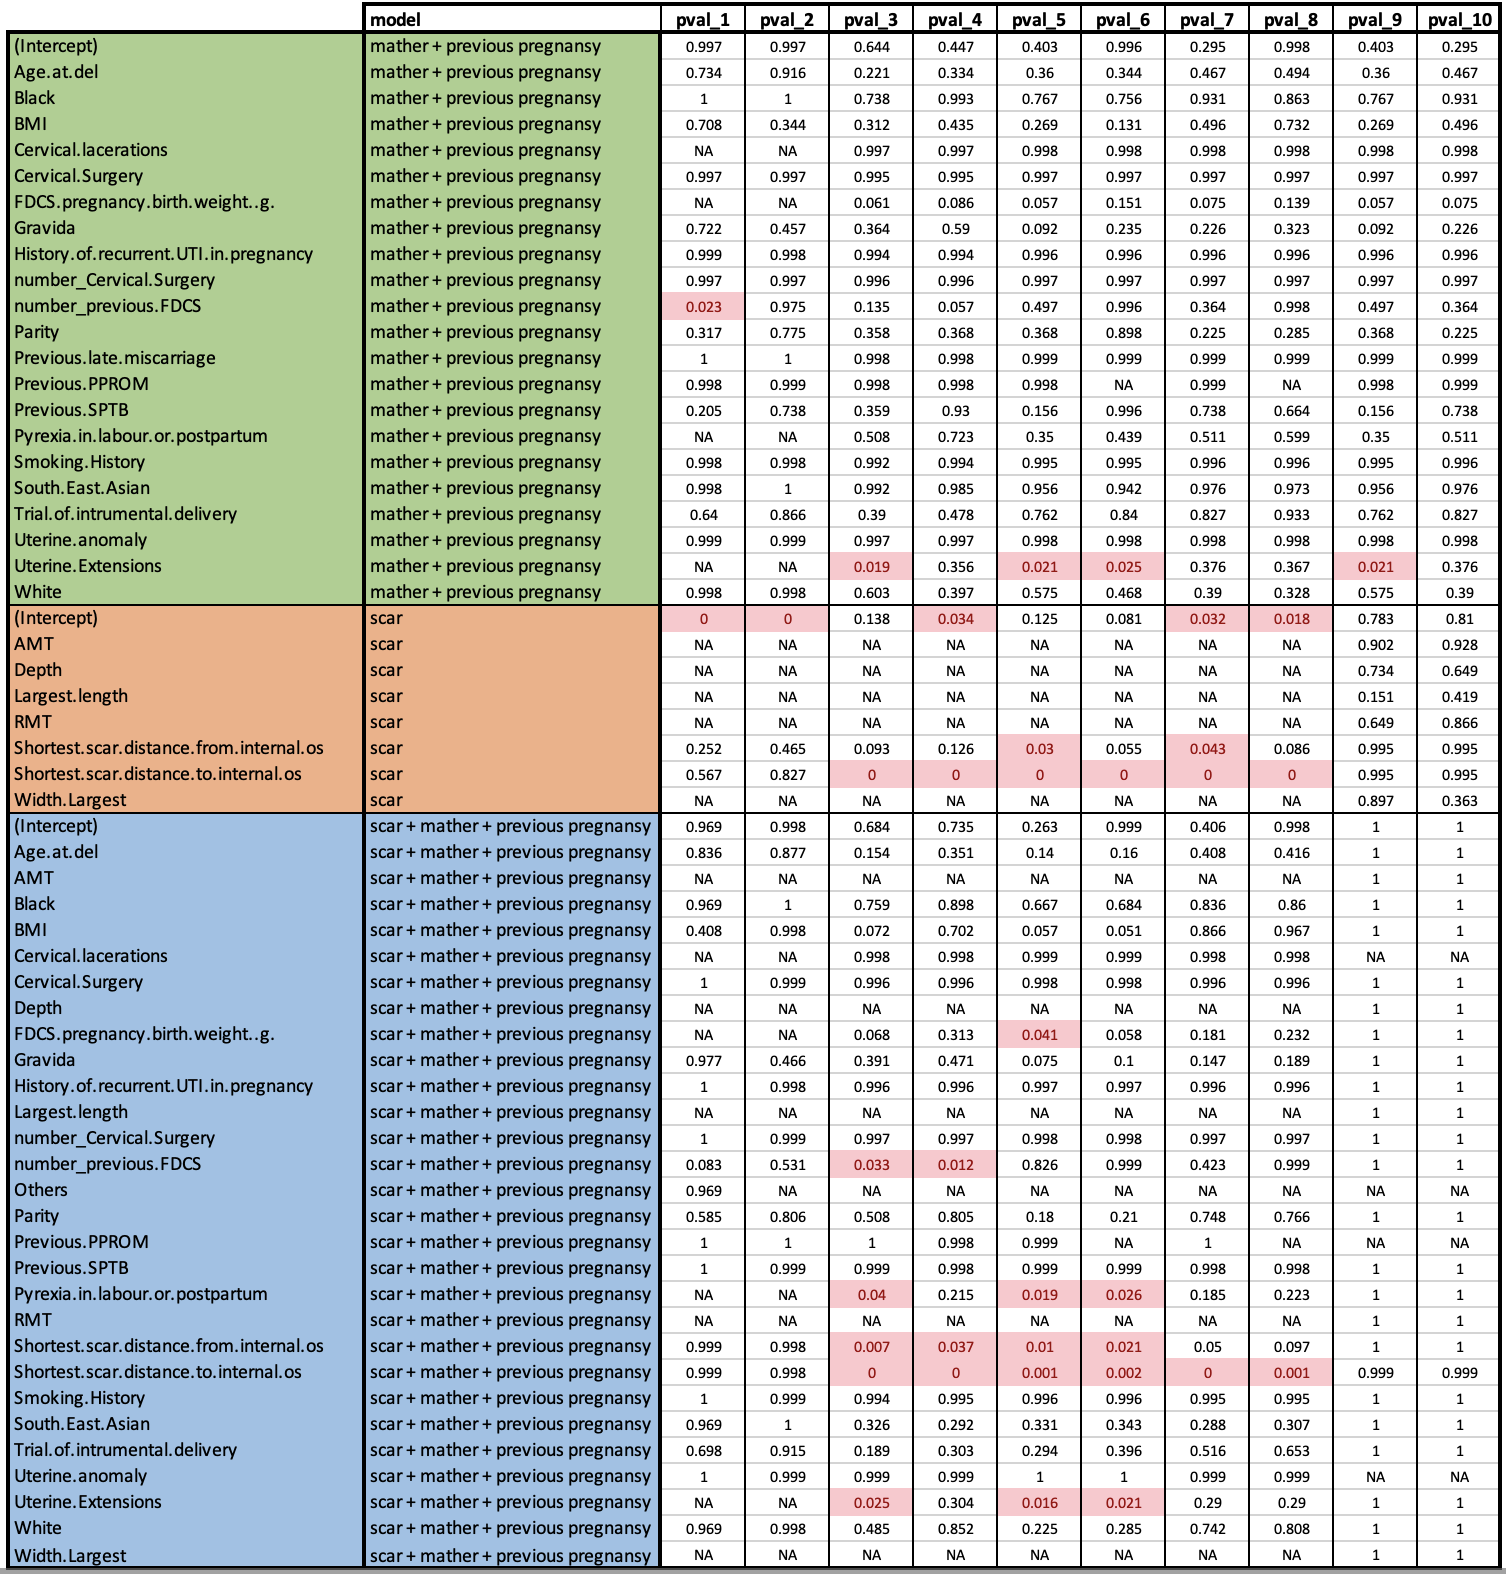 model pval_1 pval_2 pval_3 pval_4 pval_5 pval_6 pval_7 pval_8 pval_9 pval_10
(Intercept) mather + previous pregnansy 0.997 0.997 0.644 0.447 0.403 0.996 0.295 0.998 0.403 0.295
Age.at.del mather + previous pregnansy 0.734 0.916 0.221 0.334 0.36 0.344 0.467 0.494 0.36 0.467
Black mather + previous pregnansy 1 1 0.738 0.993 0.767 0.756 0.931 0.863 0.767 0.931
BMI mather + previous pregnansy 0.708 0.344 0.312 0.435 0.269 0.131 0.496 0.732 0.269 0.496
Cervical.lacerations mather + previous pregnansy NA NA 0.997 0.997 0.998 0.998 0.998 0.998 0.998 0.998
Cervical.Surgery mather + previous pregnansy 0.997 0.997 0.995 0.995 0.997 0.997 0.997 0.997 0.997 0.997
FDCS.pregnancy.birth.weight..g. mather + previous pregnansy NA NA 0.061 0.086 0.057 0.151 0.075 0.139 0.057 0.075
Gravida mather + previous pregnansy 0.722 0.457 0.364 0.59 0.092 0.235 0.226 0.323 0.092 0.226
History.of.recurrent.UTI.in.pregnancy mather + previous pregnansy 0.999 0.998 0.994 0.994 0.996 0.996 0.996 0.996 0.996 0.996
number_Cervical.Surgery mather + previous pregnansy 0.997 0.997 0.996 0.996 0.997 0.997 0.997 0.997 0.997 0.997
number_previous.FDCS mather + previous pregnansy 0.023 0.975 0.135 0.057 0.497 0.996 0.364 0.998 0.497 0.364
Parity mather + previous pregnansy 0.317 0.775 0.358 0.368 0.368 0.898 0.225 0.285 0.368 0.225
Previous.late.miscarriage mather + previous pregnansy 1 1 0.998 0.998 0.999 0.999 0.999 0.999 0.999 0.999
Previous.PPROM mather + previous pregnansy 0.998 0.999 0.998 0.998 0.998 NA 0.999 NA 0.998 0.999
Previous.SPTB mather + previous pregnansy 0.205 0.738 0.359 0.93 0.156 0.996 0.738 0.664 0.156 0.738
Pyrexia.in.labour.or.postpartum mather + previous pregnansy NA NA 0.508 0.723 0.35 0.439 0.511 0.599 0.35 0.511
Smoking.History mather + previous pregnansy 0.998 0.998 0.992 0.994 0.995 0.995 0.996 0.996 0.995 0.996
South.East.Asian mather + previous pregnansy 0.998 1 0.992 0.985 0.956 0.942 0.976 0.973 0.956 0.976
Trial.of.intrumental.delivery mather + previous pregnansy 0.64 0.866 0.39 0.478 0.762 0.84 0.827 0.933 0.762 0.827
Uterine.anomaly mather + previous pregnansy 0.999 0.999 0.997 0.997 0.998 0.998 0.998 0.998 0.998 0.998
Uterine.Extensions mather + previous pregnansy NA NA 0.019 0.356 0.021 0.025 0.376 0.367 0.021 0.376
White mather + previous pregnansy 0.998 0.998 0.603 0.397 0.575 0.468 0.39 0.328 0.575 0.39
(Intercept) scar 0 0 0.138 0.034 0.125 0.081 0.032 0.018 0.783 0.81
AMT scar NA NA NA NA NA NA NA NA 0.902 0.928
Depth scar NA NA NA NA NA NA NA NA 0.734 0.649
Largest.length scar NA NA NA NA NA NA NA NA 0.151 0.419
RMT scar NA NA NA NA NA NA NA NA 0.649 0.866
Shortest.scar.distance.from.internal.os scar 0.252 0.465 0.093 0.126 0.03 0.055 0.043 0.086 0.995 0.995
Shortest.scar.distance.to.internal.os scar 0.567 0.827 0 0 0 0 0 0 0.995 0.995
Width.Largest scar NA NA NA NA NA NA NA NA 0.897 0.363
(Intercept) scar + mather + previous pregnansy 0.969 0.998 0.684 0.735 0.263 0.999 0.406 0.998 1 1
Age.at.del scar + mather + previous pregnansy 0.836 0.877 0.154 0.351 0.14 0.16 0.408 0.416 1 1
AMT scar + mather + previous pregnansy NA NA NA NA NA NA NA NA 1 1
Black scar + mather + previous pregnansy 0.969 1 0.759 0.898 0.667 0.684 0.836 0.86 1 1
BMI scar + mather + previous pregnansy 0.408 0.998 0.072 0.702 0.057 0.051 0.866 0.967 1 1
Cervical.lacerations scar + mather + previous pregnansy NA NA 0.998 0.998 0.999 0.999 0.998 0.998 NA NA
Cervical.Surgery scar + mather + previous pregnansy 1 0.999 0.996 0.996 0.998 0.998 0.996 0.996 1 1
Depth scar + mather + previous pregnansy NA NA NA NA NA NA NA NA 1 1
FDCS.pregnancy.birth.weight..g. scar + mather + previous pregnansy NA NA 0.068 0.313 0.041 0.058 0.181 0.232 1 1
Gravida scar + mather + previous pregnansy 0.977 0.466 0.391 0.471 0.075 0.1 0.147 0.189 1 1
History.of.recurrent.UTI.in.pregnancy scar + mather + previous pregnansy 1 0.998 0.996 0.996 0.997 0.997 0.996 0.996 1 1
Largest.length scar + mather + previous pregnansy NA NA NA NA NA NA NA NA 1 1
number_Cervical.Surgery scar + mather + previous pregnansy 1 0.999 0.997 0.997 0.998 0.998 0.997 0.997 1 1
number_previous.FDCS scar + mather + previous pregnansy 0.083 0.531 0.033 0.012 0.826 0.999 0.423 0.999 1 1
Others scar + mather + previous pregnansy 0.969 NA NA NA NA NA NA NA NA NA
Parity scar + mather + previous pregnansy 0.585 0.806 0.508 0.805 0.18 0.21 0.748 0.766 1 1
Previous.PPROM scar + mather + previous pregnansy 1 1 1 0.998 0.999 NA 1 NA NA NA
Previous.SPTB scar + mather + previous pregnansy 1 0.999 0.999 0.998 0.999 0.999 0.998 0.998 1 1
Pyrexia.in.labour.or.postpartum scar + mather + previous pregnansy NA NA 0.04 0.215 0.019 0.026 0.185 0.223 1 1
RMT scar + mather + previous pregnansy NA NA NA NA NA NA NA NA 1 1
Shortest.scar.distance.from.internal.os scar + mather + previous pregnansy 0.999 0.998 0.007 0.037 0.01 0.021 0.05 0.097 1 1
Shortest.scar.distance.to.internal.os scar + mather + previous pregnansy 0.999 0.998 0 0 0.001 0.002 0 0.001 0.999 0.999
Smoking.History scar + mather + previous pregnansy 1 0.999 0.994 0.995 0.996 0.996 0.995 0.995 1 1
South.East.Asian scar + mather + previous pregnansy 0.969 1 0.326 0.292 0.331 0.343 0.288 0.307 1 1
Trial.of.intrumental.delivery scar + mather + previous pregnansy 0.698 0.915 0.189 0.303 0.294 0.396 0.516 0.653 1 1
Uterine.anomaly scar + mather + previous pregnansy 1 0.999 0.999 0.999 1 1 0.999 0.999 NA NA
Uterine.Extensions scar + mather + previous pregnansy NA NA 0.025 0.304 0.016 0.021 0.29 0.29 1 1
White scar + mather + previous pregnansy 0.969 0.998 0.485 0.852 0.225 0.285 0.742 0.808 1 1
Width.Largest scar + mather + previous pregnansy NA NA NA NA NA NA NA NA 1 1